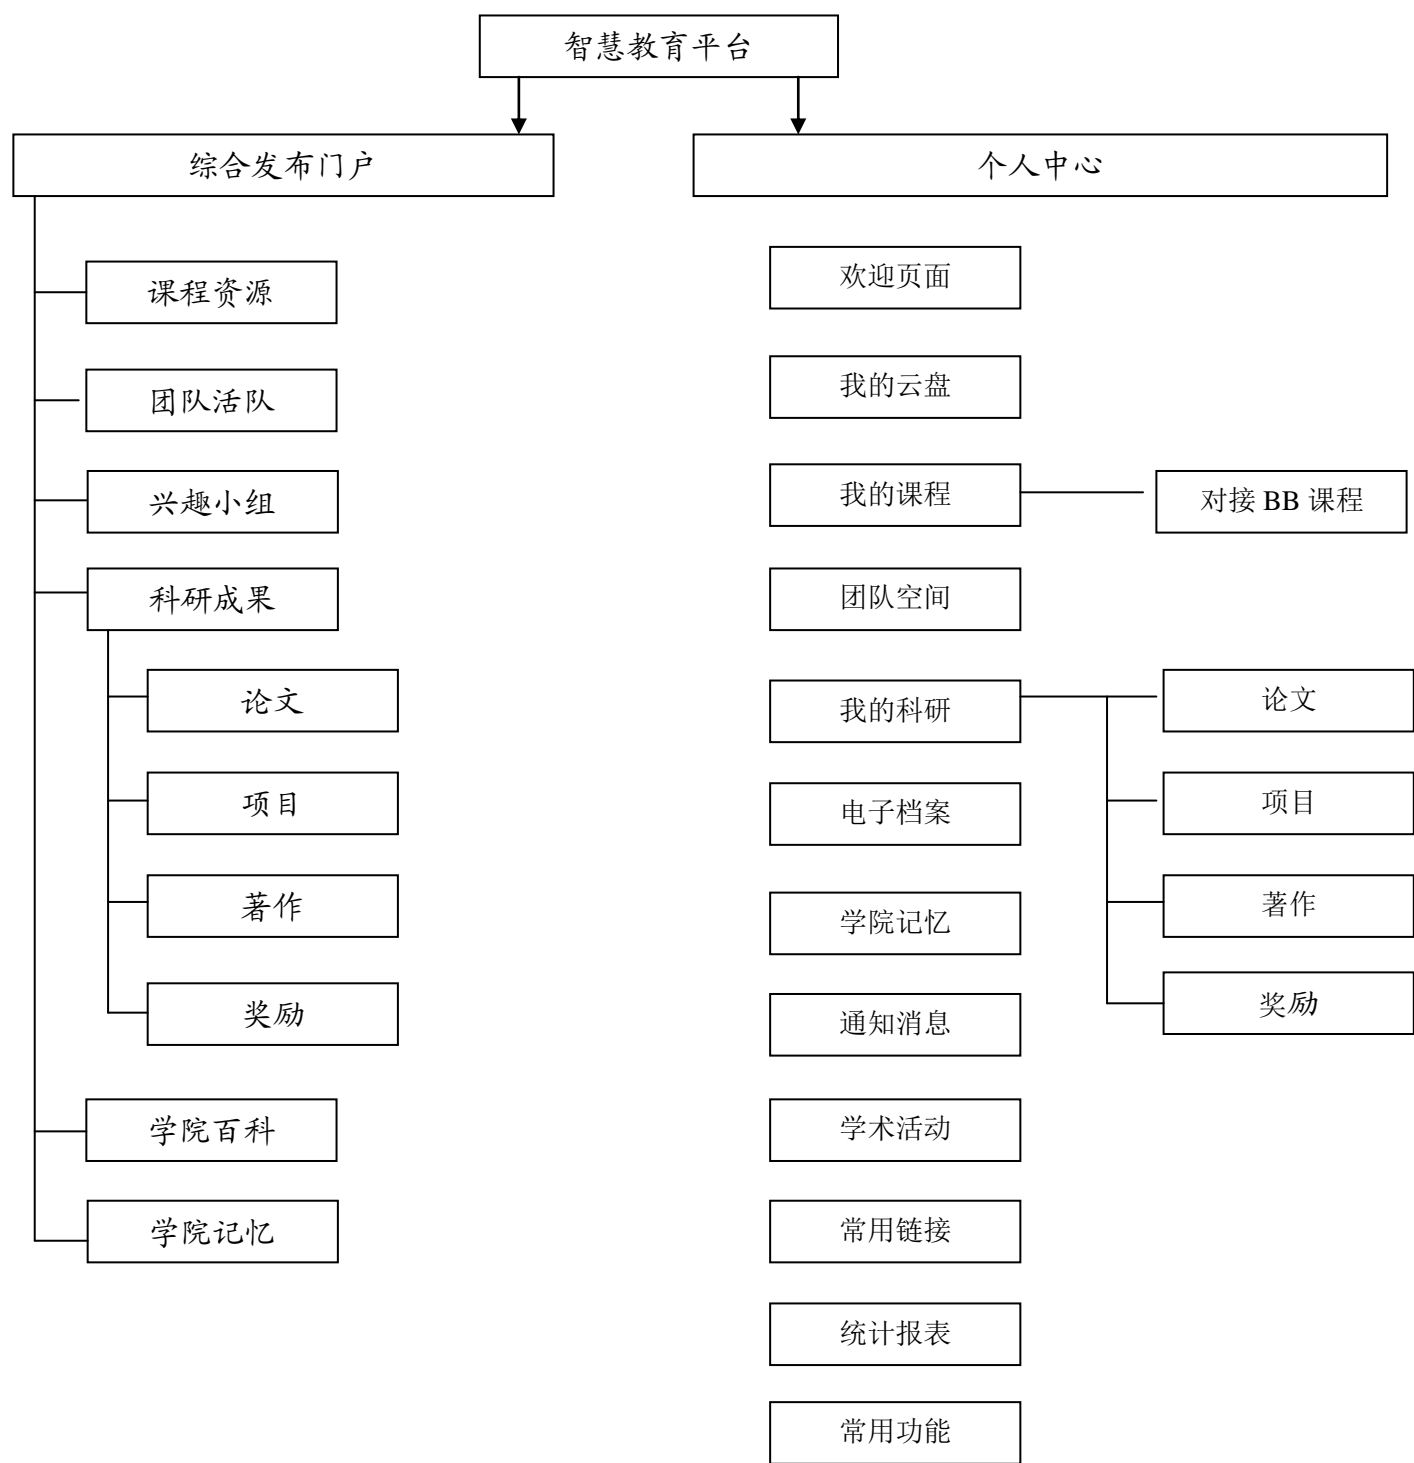 智慧教育平台
综合发布门户
个人中心
课程资源
团队活队
兴趣小组
科研成果
论文
项目
著作
奖励
学院百科
学院记忆
欢迎页面
我的云盘
我的课程
对接 BB 课程
团队空间
我的科研
论文
项目
著作
奖励
电子档案
学院记忆
通知消息
学术活动
常用链接
统计报表
常用功能